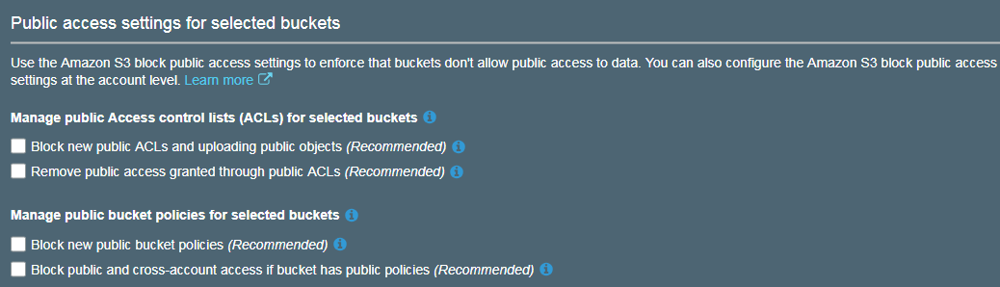 Public access settings for selected buckets
Use the Amazon S3 block public access settings to enforce that buckets don't allow public access to data. You can also configure the Amazon S3 block public access
settings at the account level. Learn more
Manage public Access control lists (ACLs) for selected buckets
Block new public ACLs and uploading public objects (Recommended)
Remove public access granted through public ACLs (Recommended)
Manage public bucket policies for selected buckets
Block new public bucket policies (Recommended)
Block public and cross-account access if bucket has public policies (Recommended)